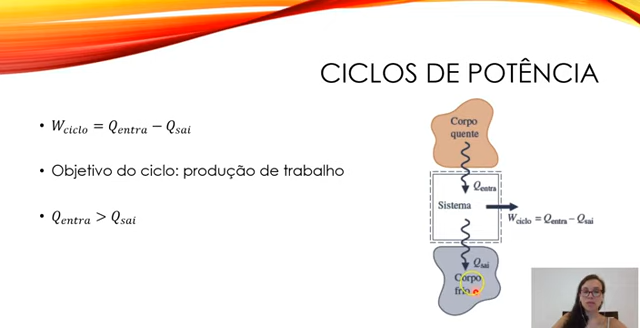 CICLOS DE POTÊNCIA
• W_ciclo = Q_entra − Q_sai
• Objetivo do ciclo: produção de trabalho
• Q_entra > Q_sai
Corpo
quente
Q_entra
Sistema
W_ciclo = Q_entra − Q_sai
Q_sai
Corpo
frio